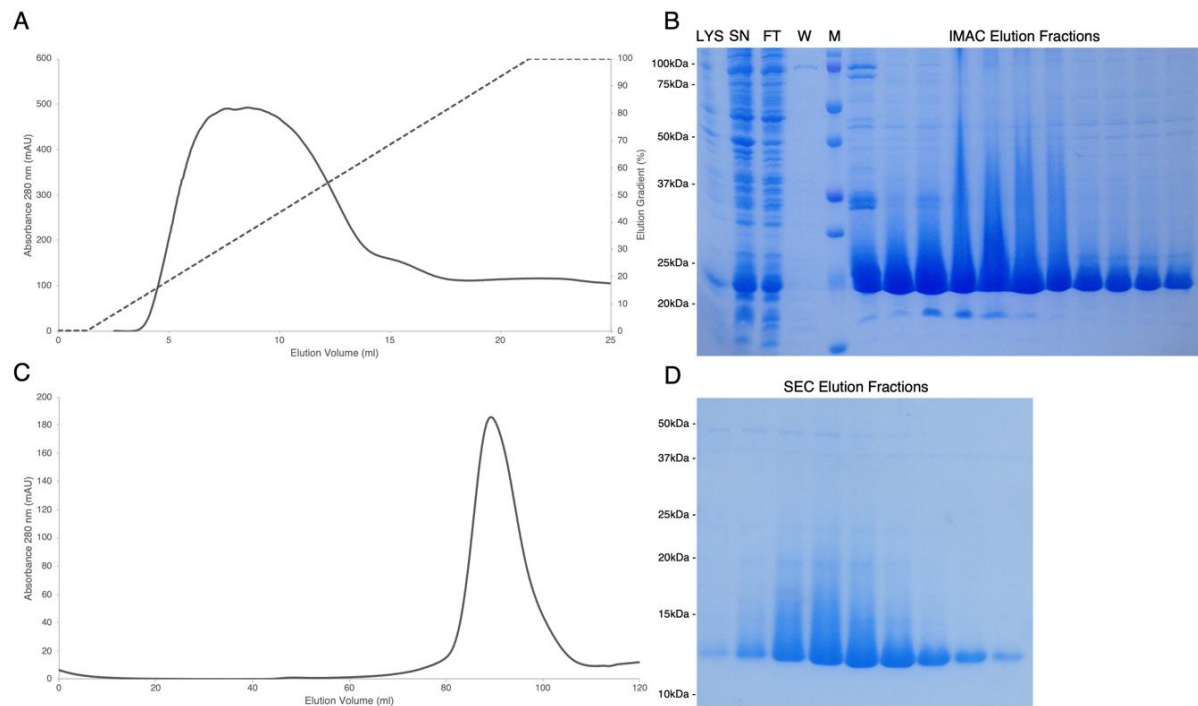 A
600
500
400
300
200
100
0
Absorbance 280 nm (mAU)
100
90
80
70
60
50
40
30
20
10
0
Elution Gradient (%)
0 5 10 15 20 25
Elution Volume (ml)
B
LYS SN FT W M IMAC Elution Fractions
100kDa -
75kDa -
50kDa -
37kDa -
25kDa -
20kDa -
C
200
180
160
140
120
100
80
60
40
20
0
Absorbance 280 nm (mAU)
0 20 40 60 80 100 120
Elution Volume (ml)
D
SEC Elution Fractions
50kDa -
37kDa -
25kDa -
20kDa -
15kDa -
10kDa -